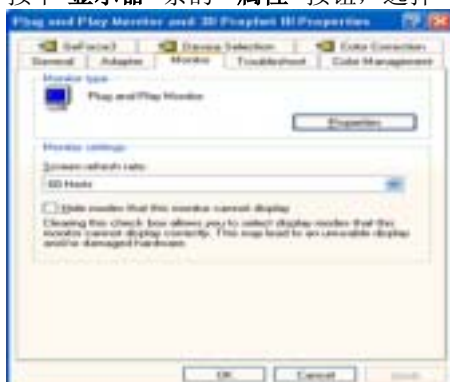 按下“显示器”条的“属性”按钮，选择
Plug and Play Monitor and 3D Prophet III Properties
GeForce3 Device Selection Color Correction
General Adapter Monitor Troubleshoot Color Management
Monitor type
Plug and Play Monitor
Properties
Monitor settings
Screen refresh rate:
60 Hertz
Hide modes that this monitor cannot display
Clearing this check box allows you to select display modes that this
monitor cannot display correctly. This may lead to an unusable display
and/or damaged hardware.
OK Cancel Apply